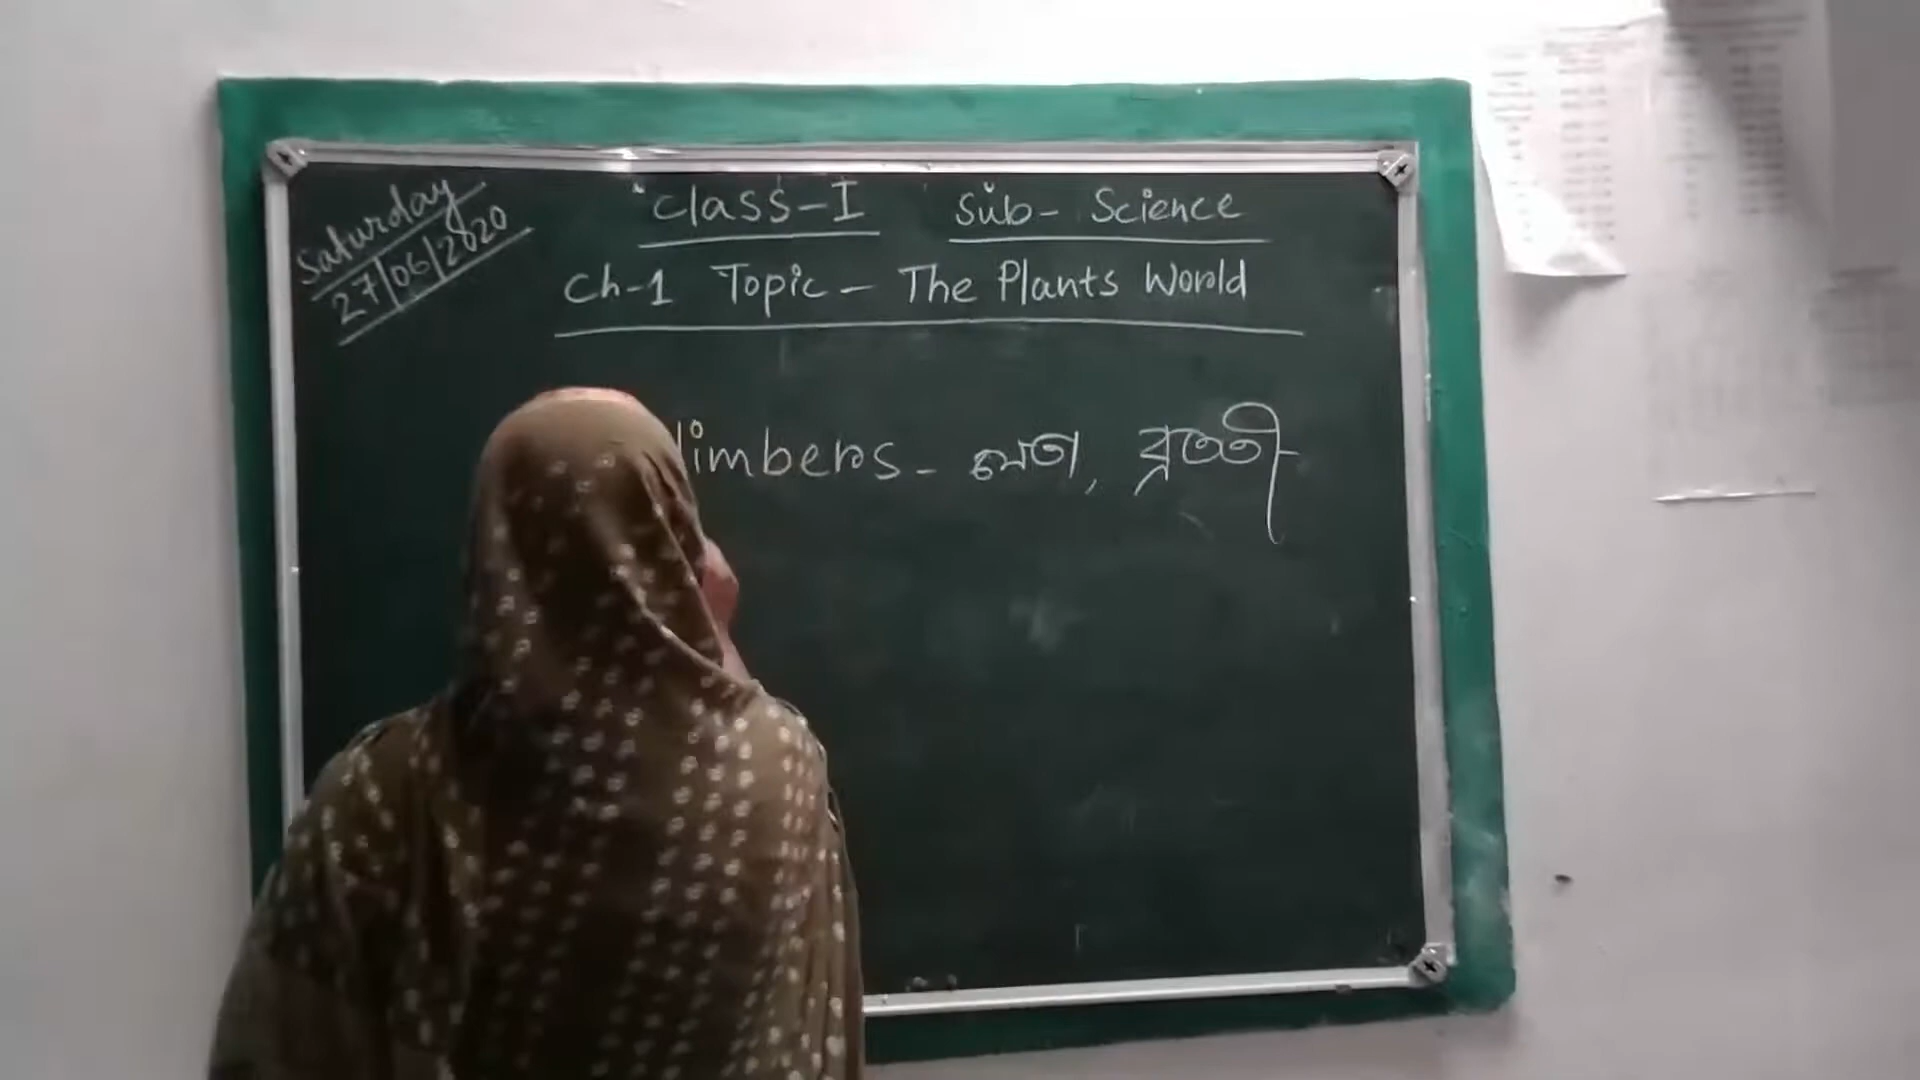 Saturday
27/06/2020
Class-I Sub- Science
Ch-1 Topic- The Plants World
limbers- লতা, ব্রততী